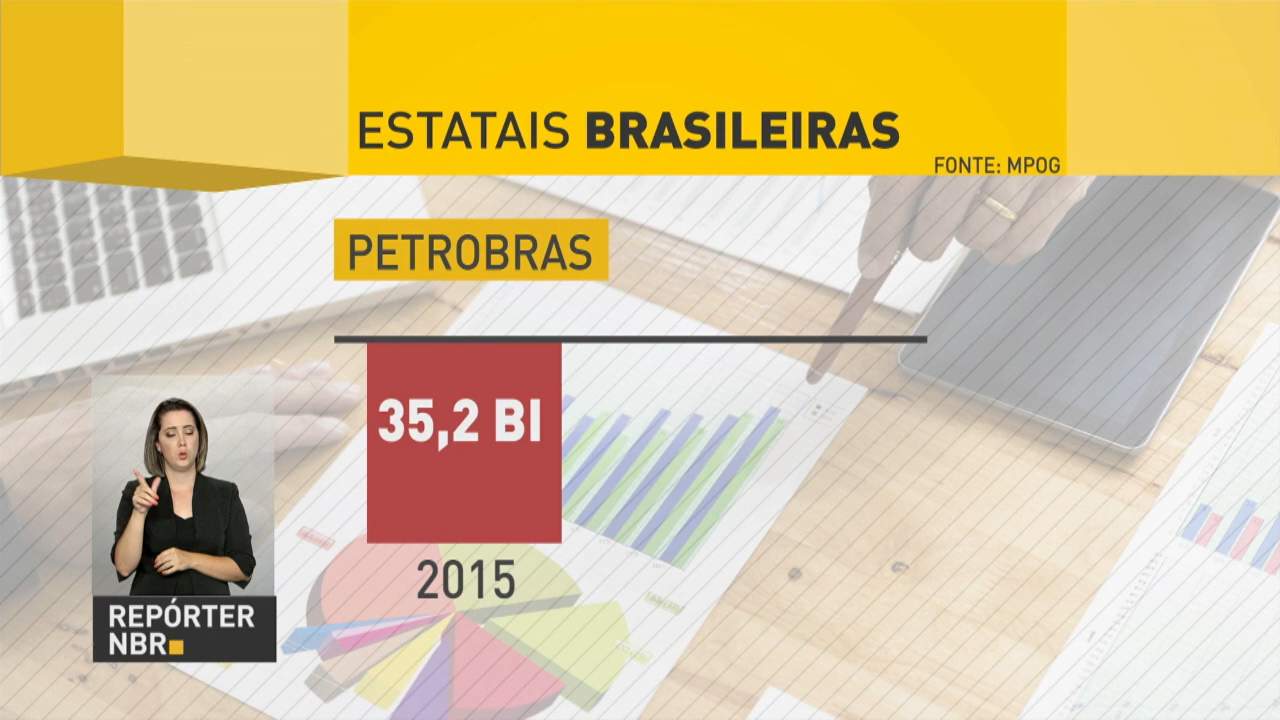 ESTATAIS BRASILEIRAS
FONTE: MPOG
PETROBRAS
35,2 BI
2015
REPÓRTER
NBR